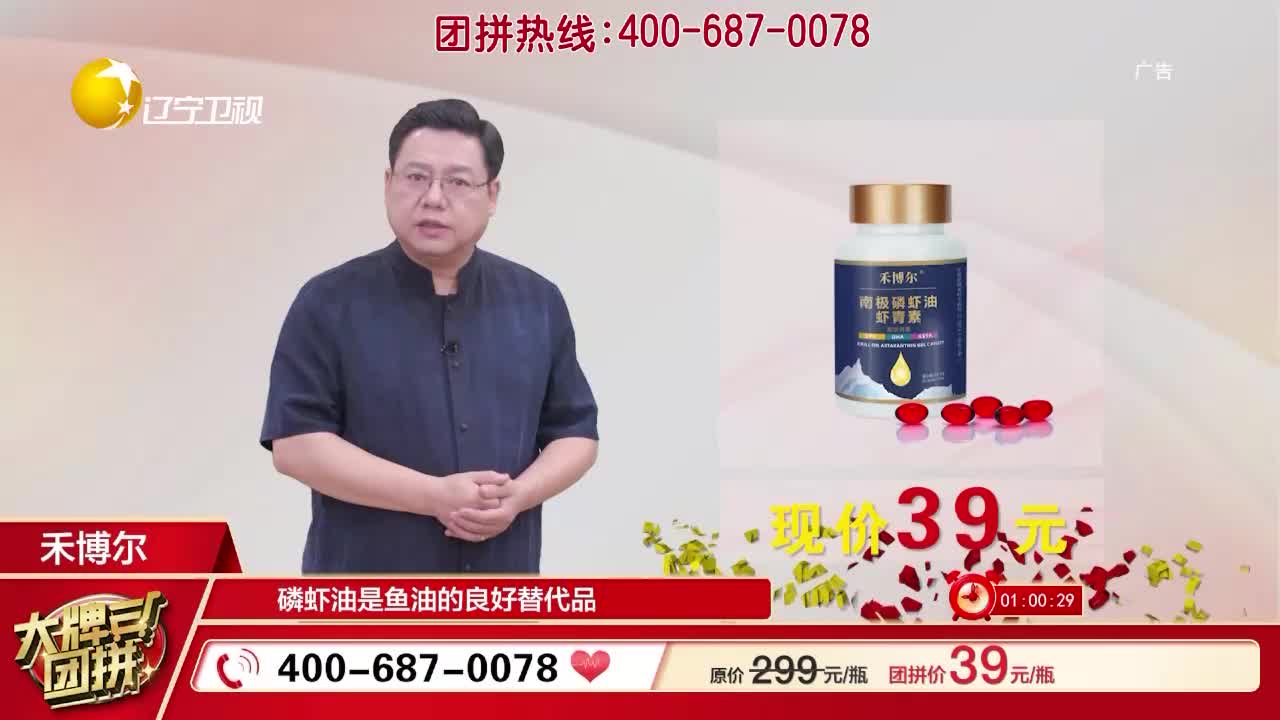 团拼热线:400-687-0078
辽宁卫视
广告
禾博尔®
南极磷虾油
虾青素
DHA
现价39元
禾博尔
磷虾油是鱼油的良好替代品
01:00:29
大牌日
团拼
400-687-0078
原价299元/瓶
团拼价39元/瓶